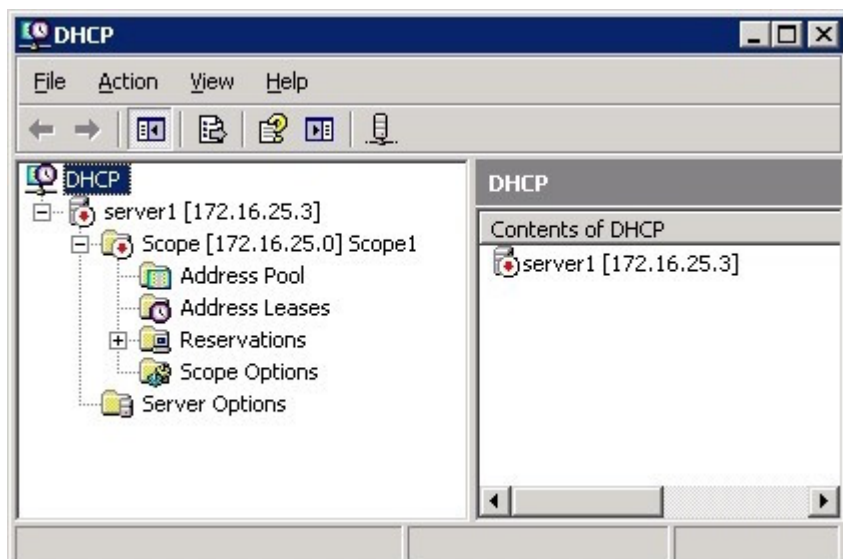 DHCP
File Action View Help
DHCP
server1 [172.16.25.3]
Scope [172.16.25.0] Scope1
Address Pool
Address Leases
Reservations
Scope Options
Server Options
DHCP
Contents of DHCP
server1 [172.16.25.3]